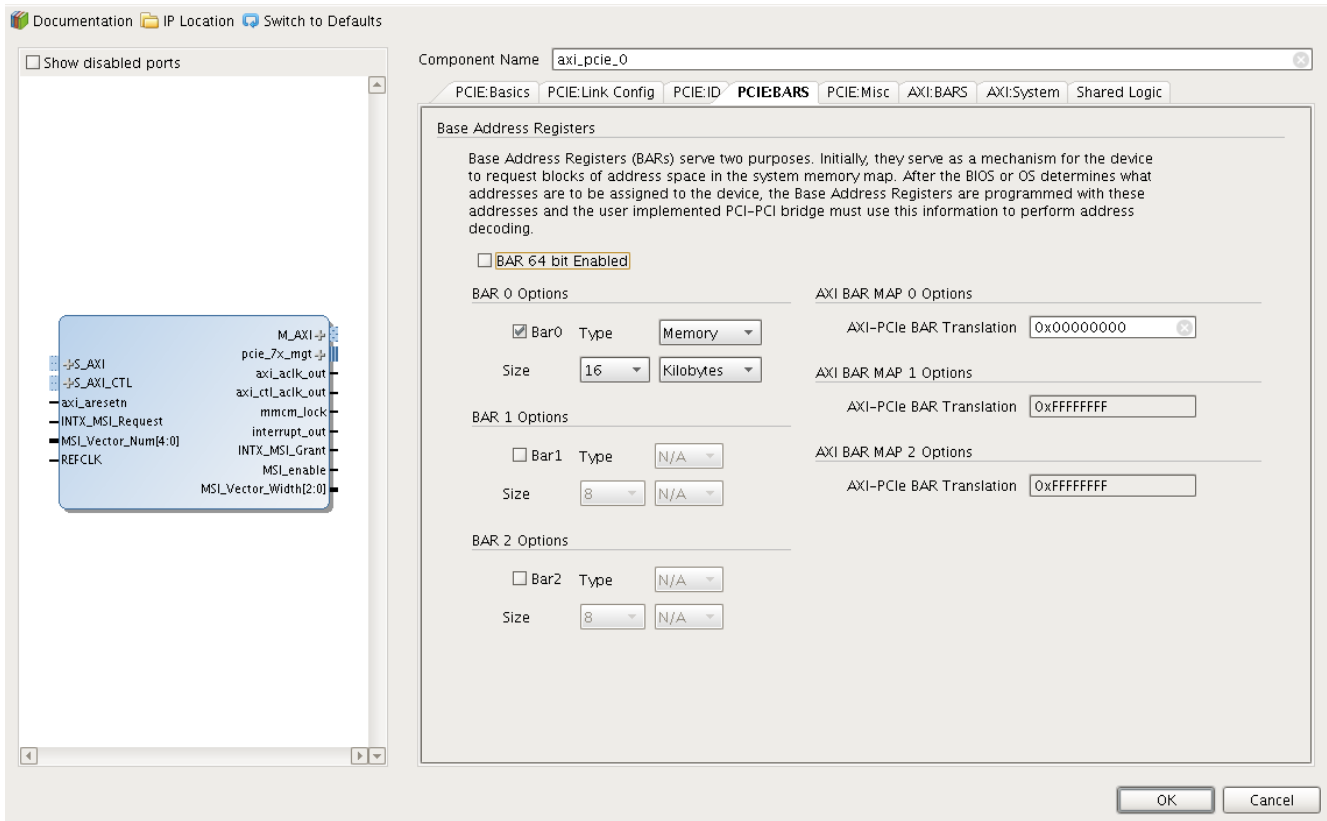 Documentation IP Location Switch to Defaults
Show disabled ports
M_AXI
pcie_7x_mgt
S_AXI
axi_aclk_out
S_AXI_CTL
axi_ctl_aclk_out
axi_aresetn
mmcm_lock
INTX_MSI_Request
interrupt_out
MSI_Vector_Num[4:0]
INTX_MSI_Grant
REFCLK
MSI_enable
MSI_Vector_Width[2:0]
Component Name axi_pcie_0
PCIE:Basics PCIE:Link Config PCIE:ID PCIE:BARS PCIE:Misc AXI:BARS AXI:System Shared Logic
Base Address Registers
Base Address Registers (BARs) serve two purposes. Initially, they serve as a mechanism for the device
to request blocks of address space in the system memory map. After the BIOS or OS determines what
addresses are to be assigned to the device, the Base Address Registers are programmed with these
addresses and the user implemented PCI-PCI bridge must use this information to perform address
decoding.
BAR 64 bit Enabled
BAR 0 Options
Bar0 Type Memory
Size 16 Kilobytes
BAR 1 Options
Bar1 Type N/A
Size 8 N/A
BAR 2 Options
Bar2 Type N/A
Size 8 N/A
AXI BAR MAP 0 Options
AXI-PCIe BAR Translation 0x00000000
AXI BAR MAP 1 Options
AXI-PCIe BAR Translation 0xFFFFFFFF
AXI BAR MAP 2 Options
AXI-PCIe BAR Translation 0xFFFFFFFF
OK Cancel